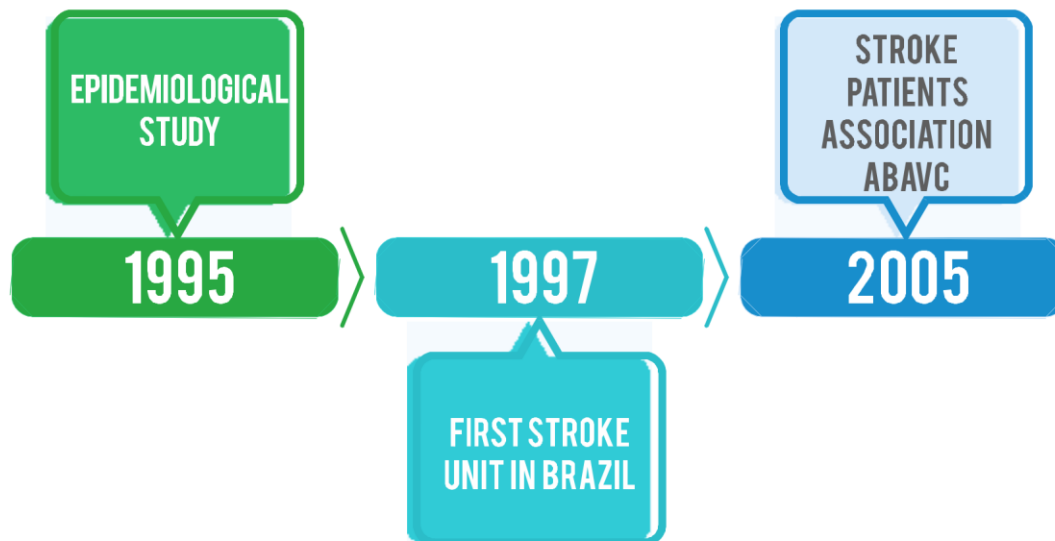 EPIDEMIOLOGICAL
STUDY
1995
FIRST STROKE
UNIT IN BRAZIL
1997
STROKE
PATIENTS
ASSOCIATION
ABAVC
2005